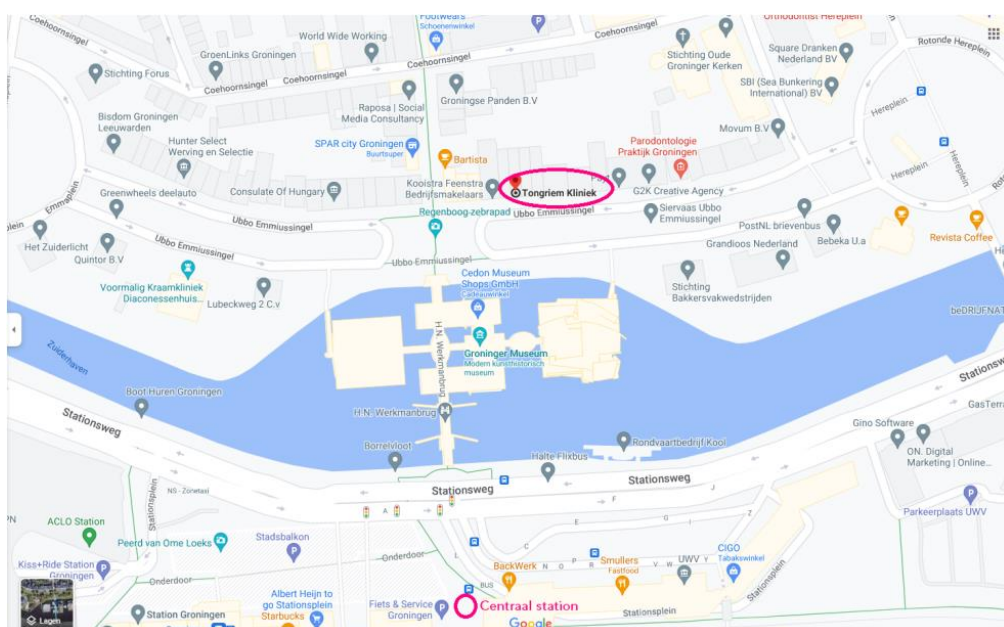 Coehoornsingel
World Wide Working
Footwears
Schoenenwinkel
Orthodontist Hereplein
GroenLinks Groningen
Coehoornsingel
Coehoornsingel
Coehoornsingel
Stichting Oude
Groninger Kerken
Square Dranken
Nederland BV
Rotonde Hereplein
Stichting Forus
SBI (Sea Bunkering
International) BV
Raposa | Social
Media Consultancy
Groningse Panden B.V
Hereplein
Bisdom Groningen
Leeuwarden
Hunter Select
Werving en Selectie
SPAR city Groningen
Buurtsuper
Bartista
Parodontologie
Praktijk Groningen
Movum B.V
Hereplein
Hereplein
Greenwheels deelauto
Consulate Of Hungary
Kooistra Feenstra
Bedrijfsmakelaars
Tongriem Kliniek
G2K Creative Agency
Emmaplein
Ubbo Emmiussingel
Regenboog zebrapad
Ubbo Emmiussingel
Siervaas Ubbo
Emmiussingel
PostNL brievenbus
Bebeka U.a
Revista Coffee
plein
Het Zuiderlicht
Quintor B.V
Ubbo Emmiussingel
Ubbo Emmiussingel
Grandioos Nederland
Voormalig Kraamkliniek
Diaconessenhuis...
Lubeckweg 2 C.v
Cedon Museum
Shops GmbH
Cadeauwinkel
Stichting
Bakkersvakwedstrijden
beDRIJFNAT
H.N. Werkmanbrug
Groninger Museum
Modern kunsthistorisch
museum
Zuiderhaven
Boot Huren Groningen
H.N. Werkmanbrug
Stationsw
GasTerra
Stationsweg
Borrelvloot
Halte Flixbus
Rondvaartbedrijf Kool
Gino Software
ON. Digital
Marketing | Online...
Stationsweg
Stationsweg
NS - Zonetaxi
Stationsplein
Parkeerplaats UWV
ACLO Station
Peerd van Ome Loeks
Stadsbalkon
Onderdoor
Kiss+Ride Station
Groningen
Onderdoor
BackWerk
Smullers
Fastfood
UWV
CIGO
Tabakswinkel
BUS
Albert Heijn to
go Stationsplein
Starbucks
Fiets & Service
Groningen
Centraal station
Stationsplein
Stationsplein
Station Groningen
Lagen
Google